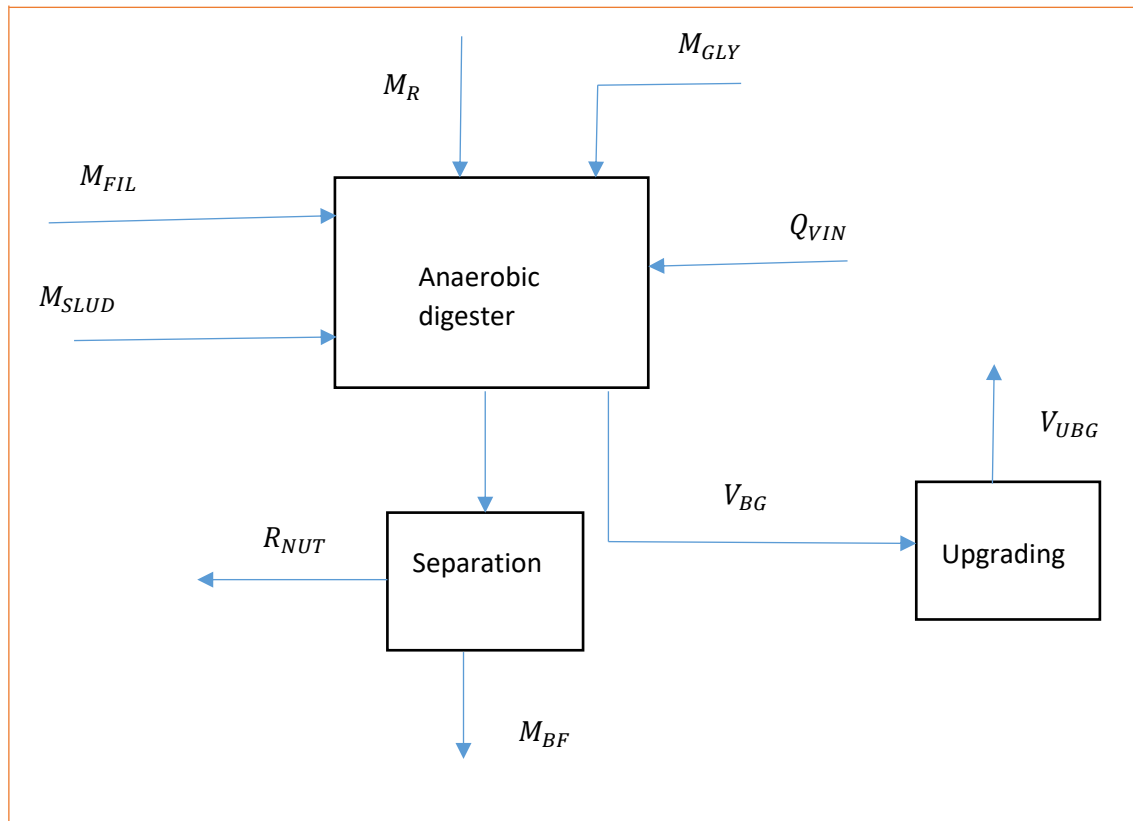 M_GLY
M_R
M_FIL
Q_VIN
Anaerobic
digester
M_SLUD
V_UBG
V_BG
R_NUT
Separation
Upgrading
M_BF